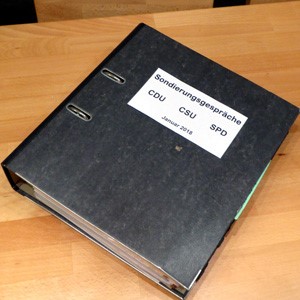 Sondierungsgespräche
CDU CSU SPD
Januar 2018